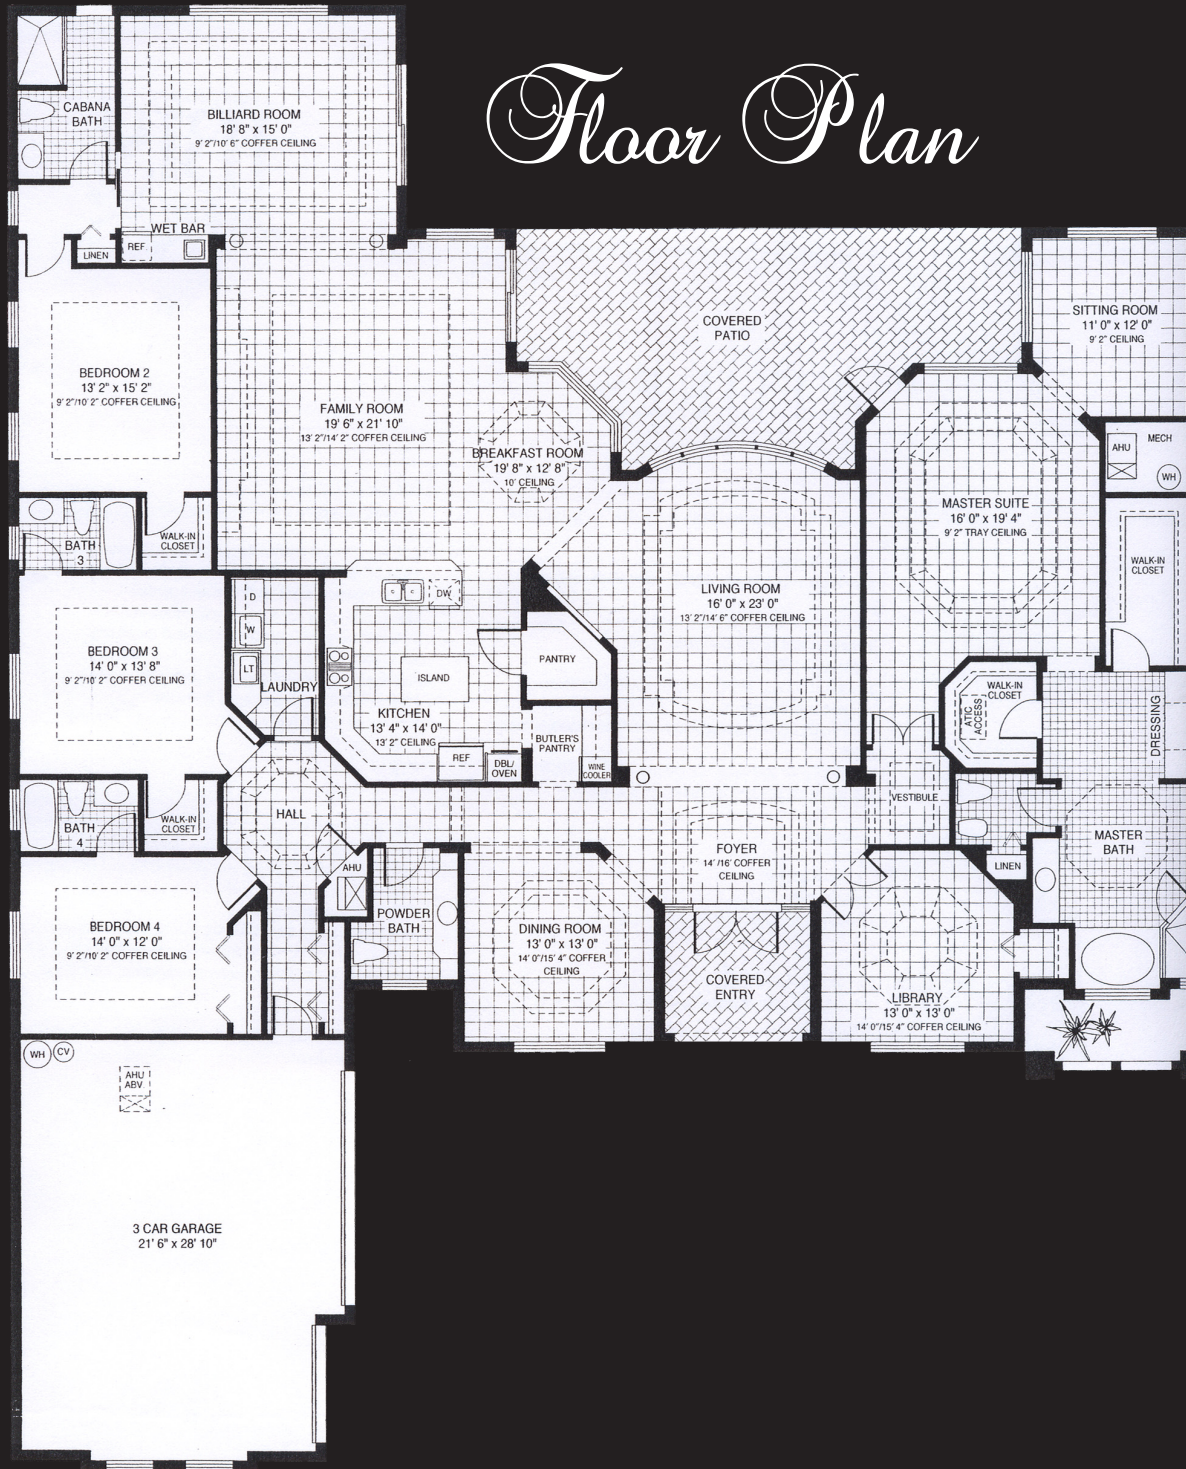 Floor Plan
CABANA
BATH
BILLIARD ROOM
18' 8" x 15' 0"
9' 2"/10' 6" COFFER CEILING
WET BAR
REF
LINEN
COVERED
PATIO
SITTING ROOM
11' 0" x 12' 0"
9' 2" CEILING
BEDROOM 2
13' 2" x 15' 2"
9' 2"/10' 2" COFFER CEILING
FAMILY ROOM
19' 6" x 21' 10"
13' 2"/14' 2" COFFER CEILING
BREAKFAST ROOM
19' 8" x 12' 8"
10' CEILING
MECH
AHU
WH
MASTER SUITE
16' 0" x 19' 4"
9' 2" TRAY CEILING
BATH
3
WALK-IN
CLOSET
WALK-IN
CLOSET
LIVING ROOM
16' 0" x 23' 0"
13' 2"/14' 6" COFFER CEILING
D
W
LT
LAUNDRY
DW
BEDROOM 3
14' 0" x 13' 8"
9' 2"/10' 2" COFFER CEILING
PANTRY
ISLAND
KITCHEN
13' 4" x 14' 0"
13' 2" CEILING
REF
DBL/
OVEN
BUTLER'S
PANTRY
WINE
COOLER
WALK-IN
CLOSET
ATIC
ACCESS
DRESSING
VESTIBULE
BATH
4
WALK-IN
CLOSET
HALL
FOYER
14'/16' COFFER
CEILING
MASTER
BATH
LINEN
AHU
POWDER
BATH
BEDROOM 4
14' 0" x 12' 0"
9' 2"/10' 2" COFFER CEILING
DINING ROOM
13' 0" x 13' 0"
14' 0"/15' 4" COFFER
CEILING
COVERED
ENTRY
LIBRARY
13' 0" x 13' 0"
14' 0"/15' 4" COFFER CEILING
WH
CV
AHU
ABV.
3 CAR GARAGE
21' 6" x 28' 10"